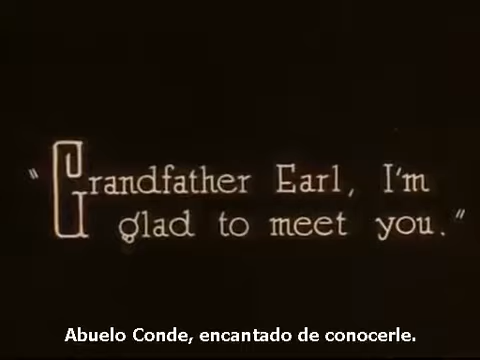 "Grandfather Earl, I'm
glad to meet you."
Abuelo Conde, encantado de conocerle.